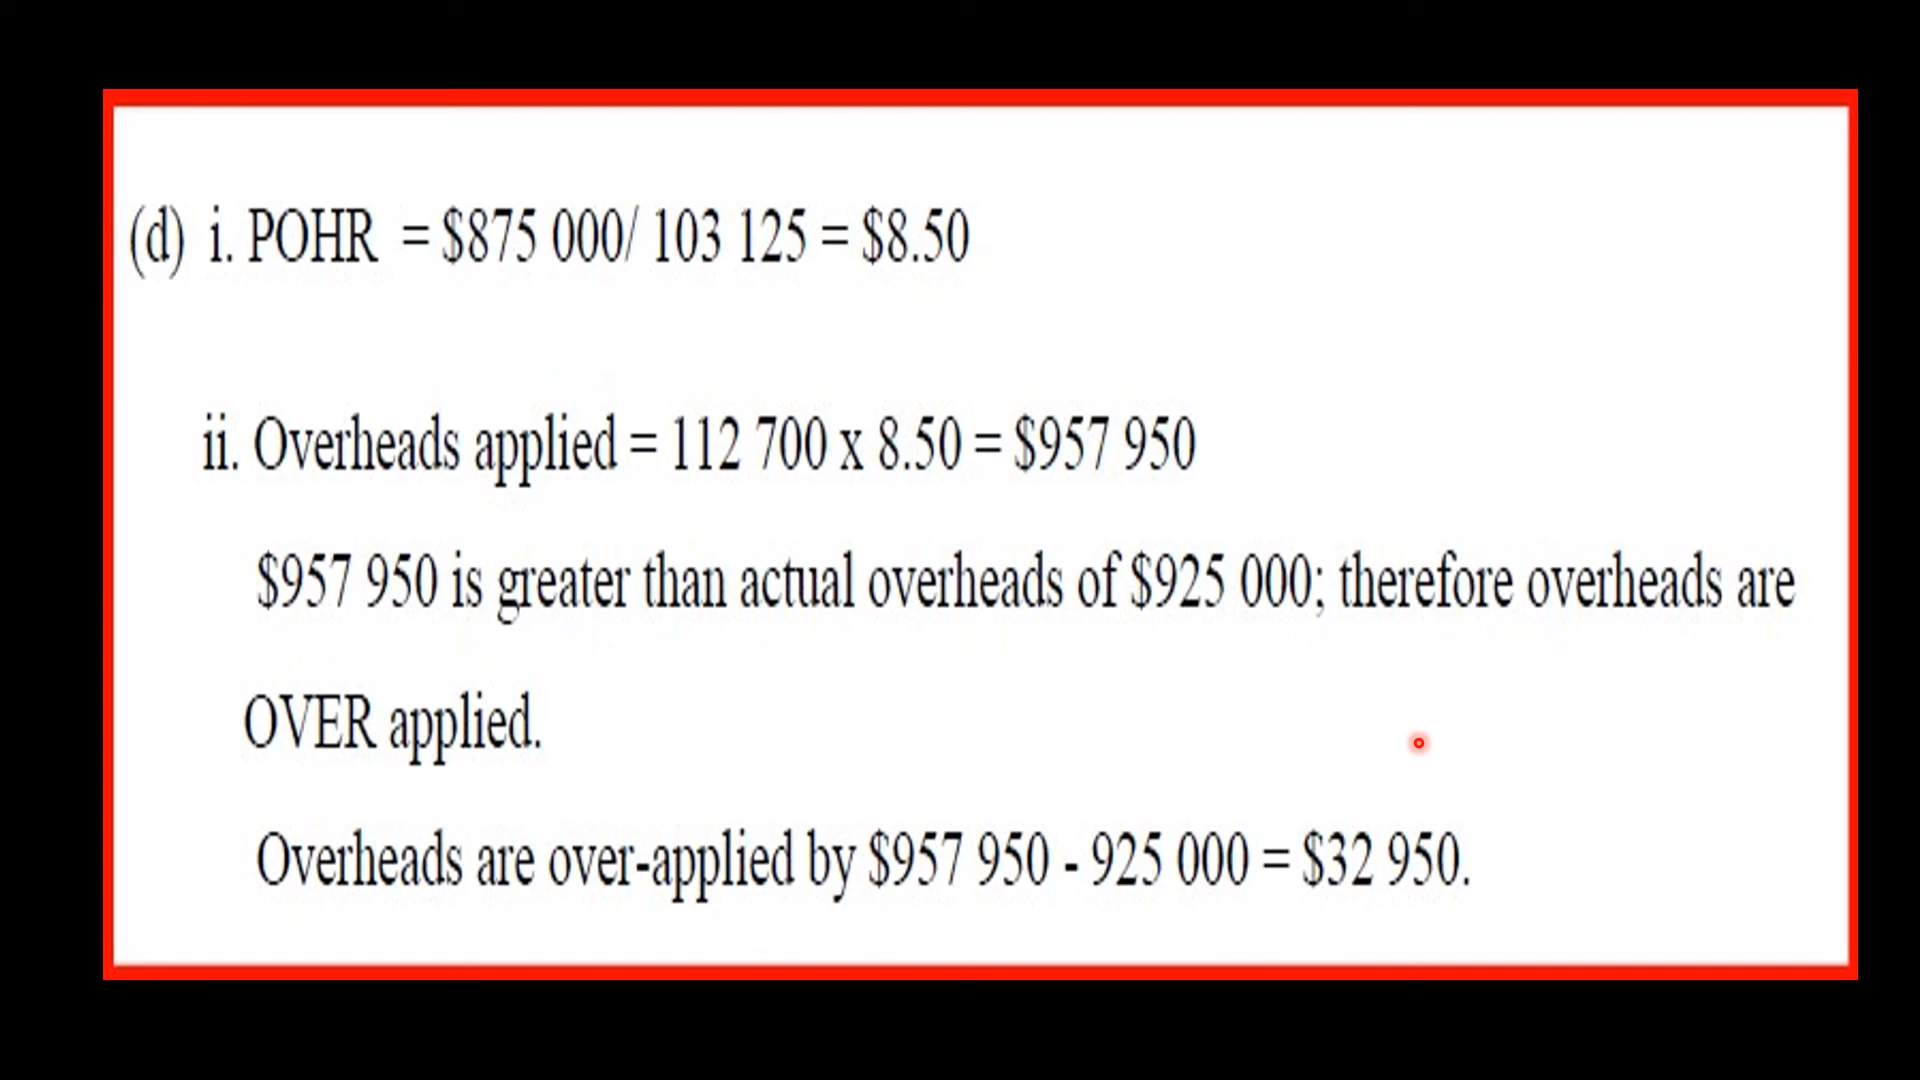 (d) i. POHR = $875 000/ 103 125 = $8.50
ii. Overheads applied = 112 700 x 8.50 = $957 950
$957 950 is greater than actual overheads of $925 000; therefore overheads are
OVER applied.
Overheads are over-applied by $957 950 - 925 000 = $32 950.